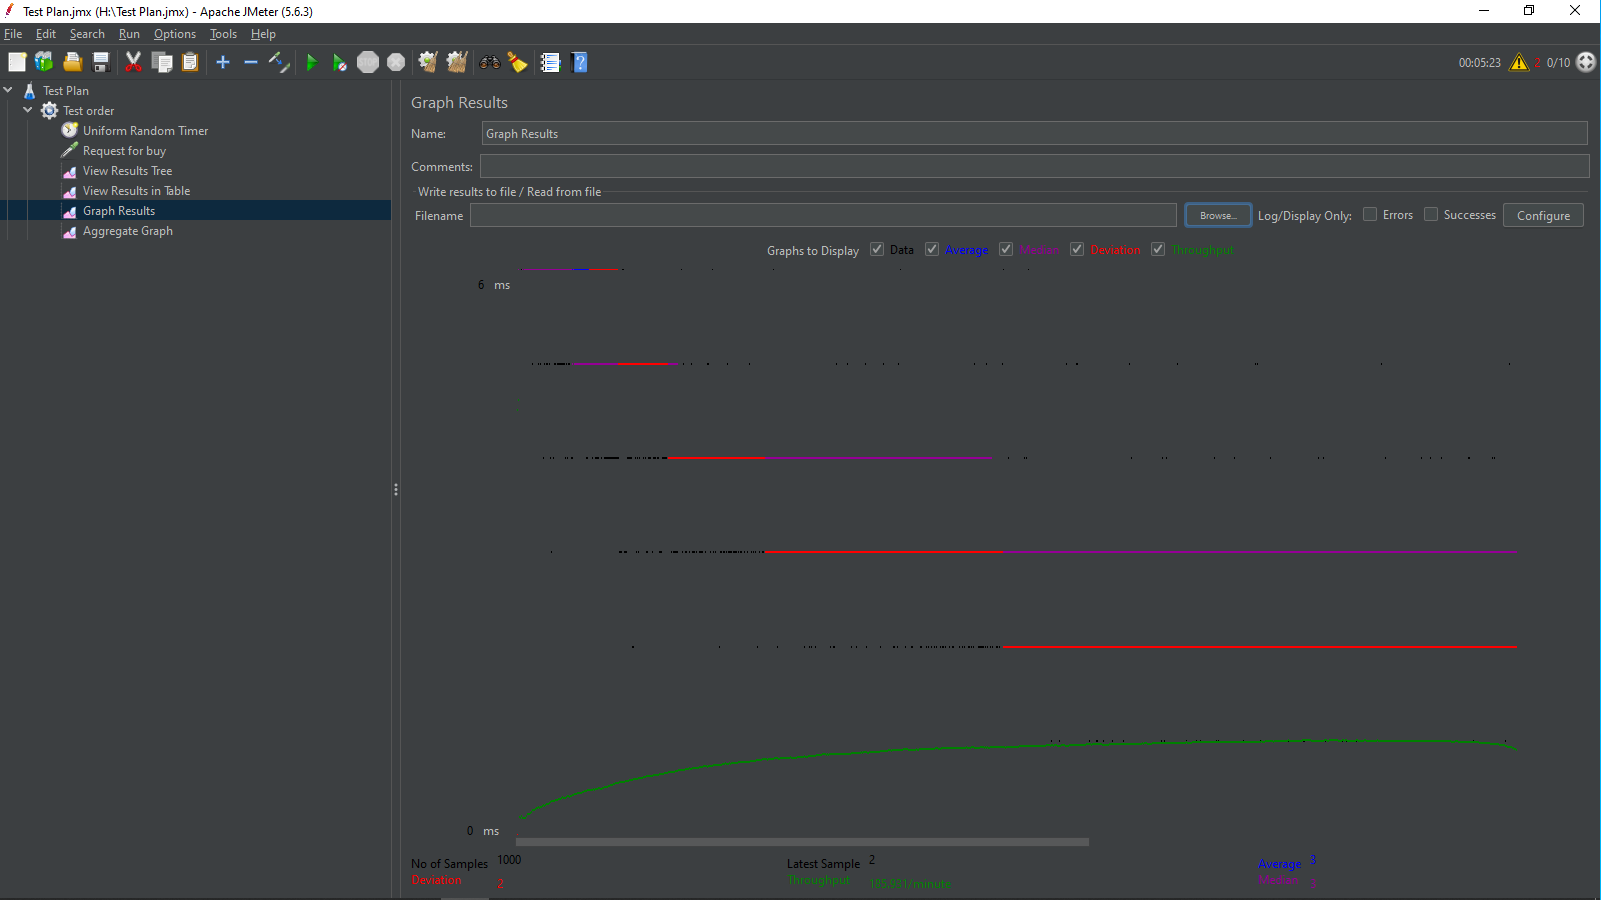 Test Plan.jmx (H:\Test Plan.jmx) - Apache JMeter (5.6.3)
File Edit Search Run Options Tools Help
STOP
00:05:23 2 0/10
Test Plan
Test order
Uniform Random Timer
Request for buy
View Results Tree
View Results in Table
Graph Results
Aggregate Graph
Graph Results
Name: Graph Results
Comments:
Write results to file / Read from file
Filename Browse... Log/Display Only: Errors Successes Configure
Graphs to Display Data Average Median Deviation Throughput
6 ms
0 ms
No of Samples 1000 Latest Sample 2 Average 3
Deviation 2 Throughput 185.931/minute Median